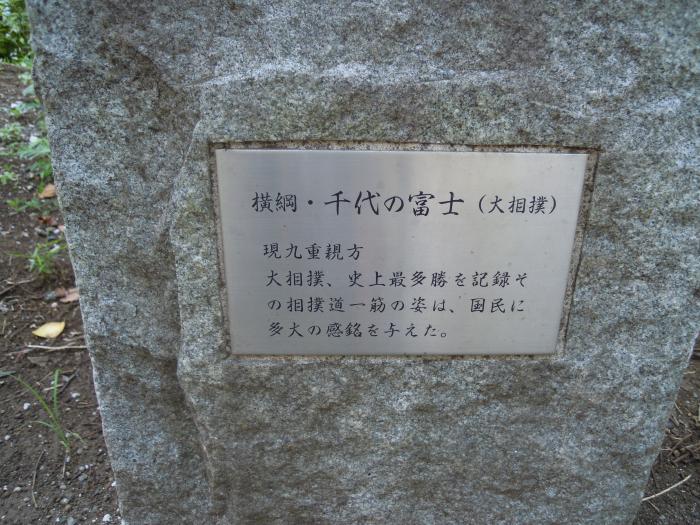 横綱・千代の富士（大相撲）
現九重親方
大相撲、史上最多勝を記録そ
の相撲道一筋の姿は、国民に
多大の感銘を与えた。